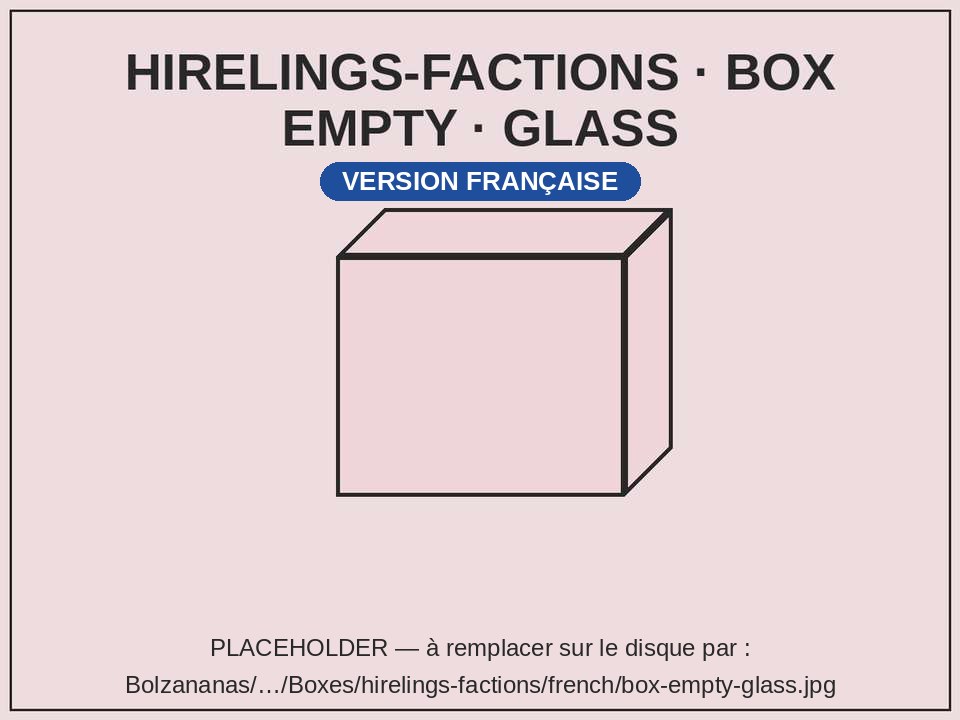 HIRELINGS-FACTIONS · BOX
EMPTY · GLASS
VERSION FRANÇAISE
PLACEHOLDER — à remplacer sur le disque par :
Bolzananas/…/Boxes/hirelings-factions/french/box-empty-glass.jpg